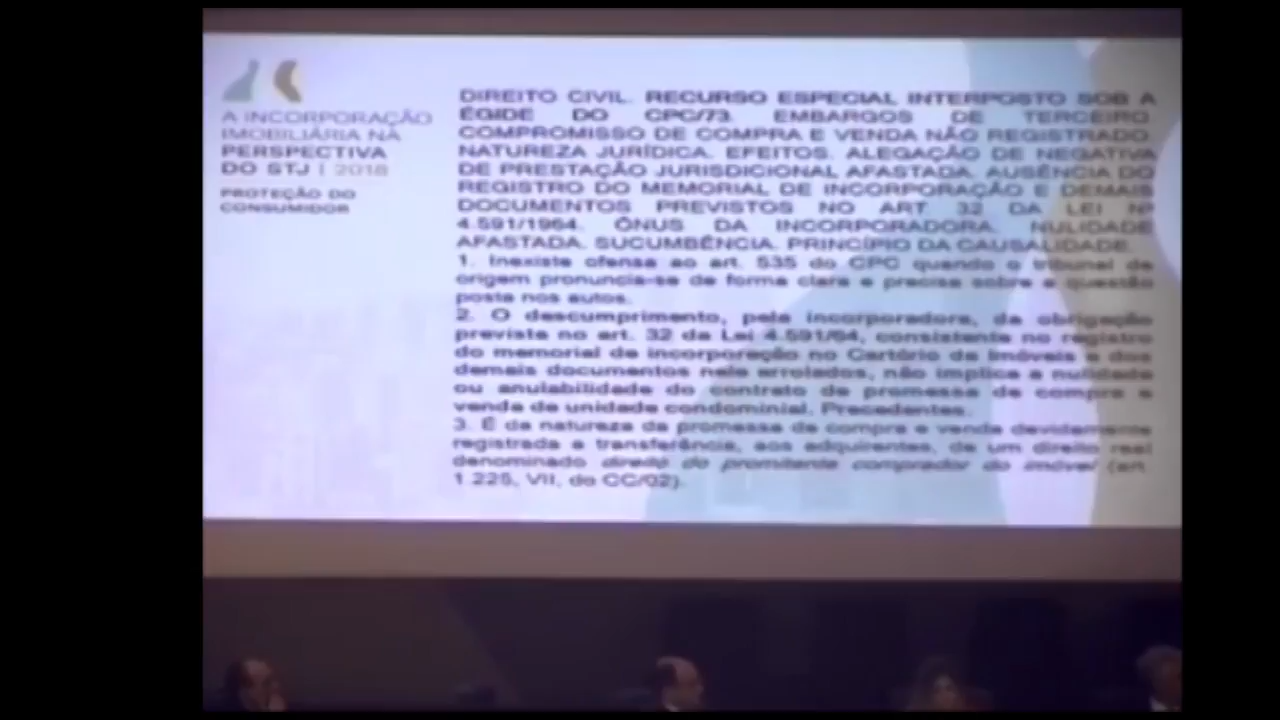 A INCORPORAÇÃO
IMOBILIÁRIA NA
PERSPECTIVA
DO STJ | 2018
PROTEÇÃO DO
CONSUMIDOR
DIREITO CIVIL. RECURSO ESPECIAL INTERPOSTO SOB A
ÉGIDE DO CPC/73. EMBARGOS DE TERCEIRO.
COMPROMISSO DE COMPRA E VENDA NÃO REGISTRADO.
NATUREZA JURÍDICA. EFEITOS. ALEGAÇÃO DE NEGATIVA
DE PRESTAÇÃO JURISDICIONAL AFASTADA. AUSÊNCIA DO
REGISTRO DO MEMORIAL DE INCORPORAÇÃO E DEMAIS
DOCUMENTOS PREVISTOS NO ART. 32 DA LEI Nº
4.591/1964. ÔNUS DA INCORPORADORA. NULIDADE
AFASTADA. SUCUMBÊNCIA. PRINCÍPIO DA CAUSALIDADE.
1. Inexiste ofensa ao art. 535 do CPC quando o tribunal de
origem pronuncia-se de forma clara e precisa sobre a questão
posta nos autos.
2. O descumprimento, pela incorporadora, da obrigação
prevista no art. 32 da Lei 4.591/64, consistente no registro
do memorial de incorporação no Cartório de Imóveis e dos
demais documentos nele arrolados, não implica a nulidade
ou anulabilidade do contrato de promessa de compra e
venda de unidade condominial. Precedentes.
3. É da natureza da promessa de compra e venda devidamente
registrada a transferência, aos adquirentes, de um direito real
denominado direito do promitente comprador do imóvel (art.
1.225, VII, do CC/02).